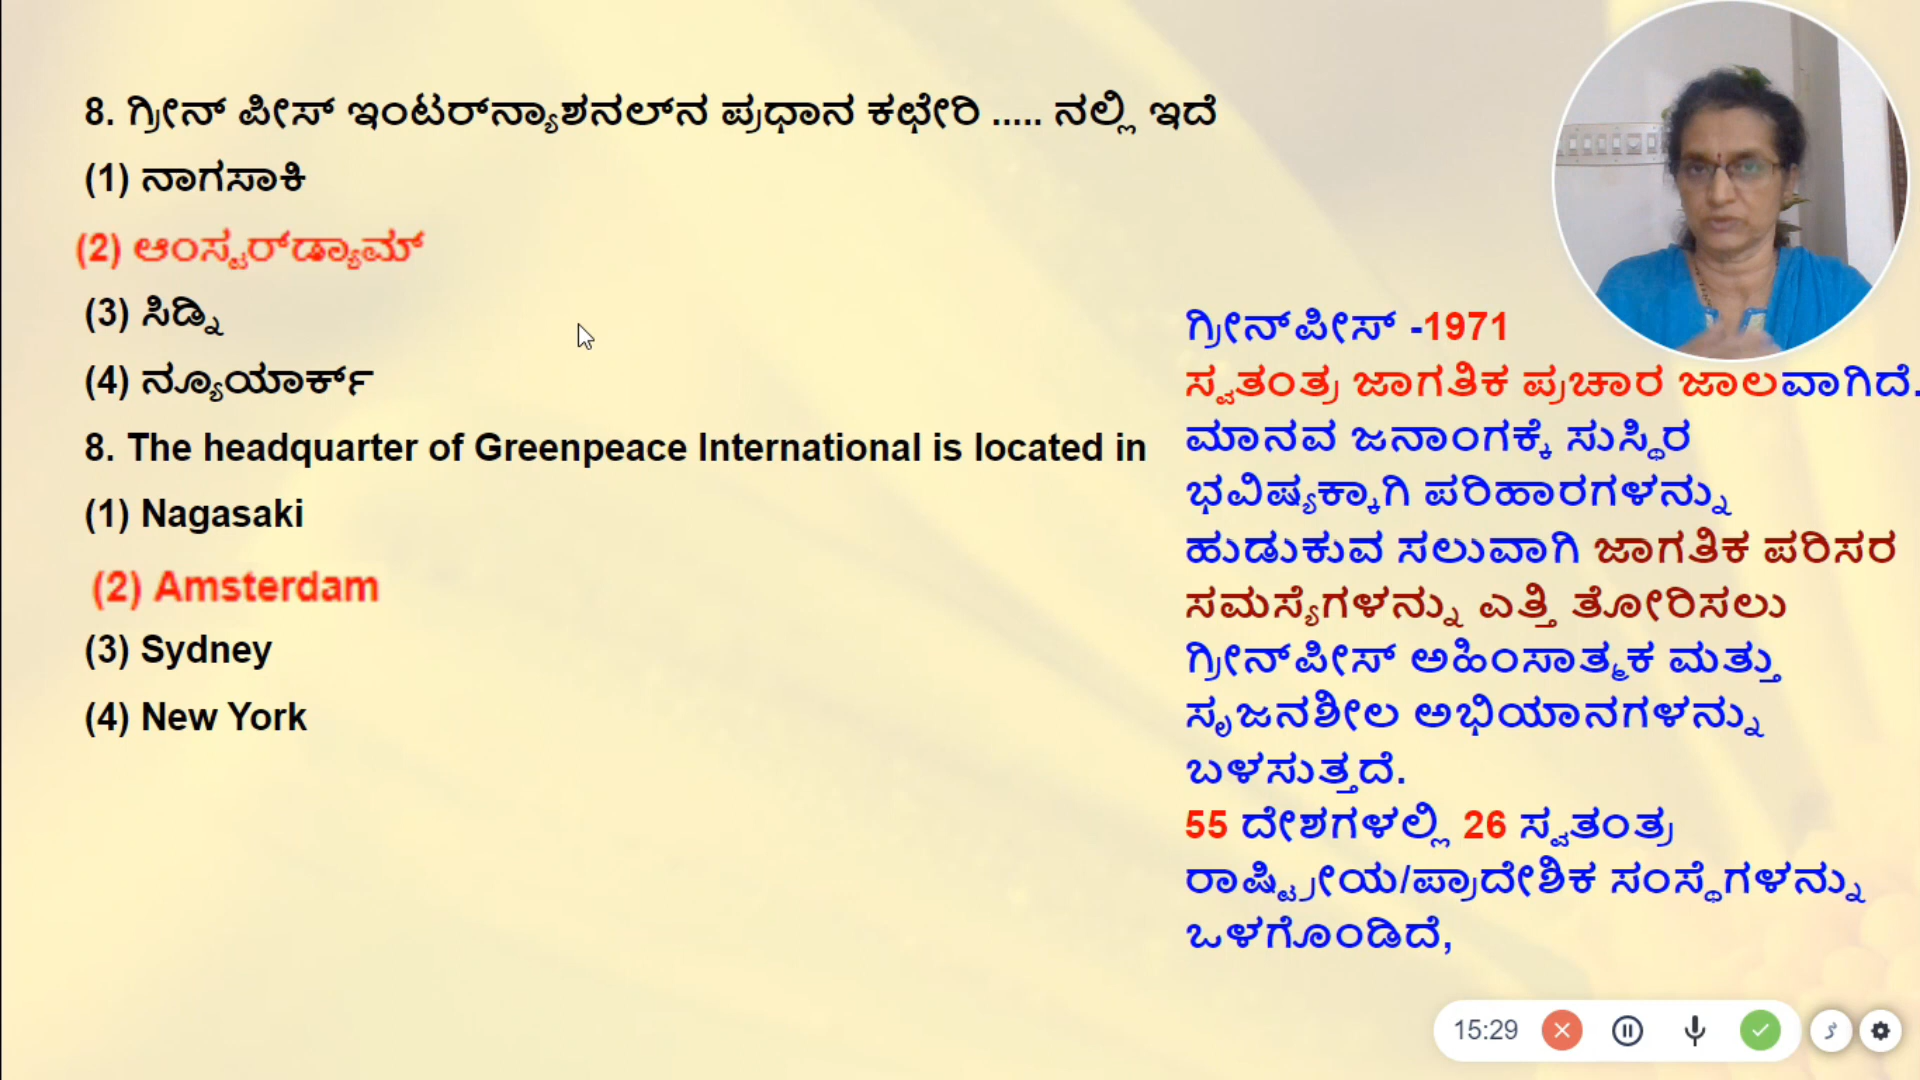 8. ಗ್ರೀನ್ ಪೀಸ್ ಇಂಟರ್‌ನ್ಯಾಶನಲ್‌ನ ಪ್ರಧಾನ ಕಛೇರಿ ..... ನಲ್ಲಿ ಇದೆ
(1) ನಾಗಸಾಕಿ
(2) ಆಂಸ್ಟರ್‌ಡ್ಯಾಮ್
(3) ಸಿಡ್ನಿ
(4) ನ್ಯೂಯಾರ್ಕ್
8. The headquarter of Greenpeace International is located in
(1) Nagasaki
(2) Amsterdam
(3) Sydney
(4) New York
ಗ್ರೀನ್‌ಪೀಸ್ -1971
ಸ್ವತಂತ್ರ ಜಾಗತಿಕ ಪ್ರಚಾರ ಜಾಲವಾಗಿದೆ.
ಮಾನವ ಜನಾಂಗಕ್ಕೆ ಸುಸ್ಥಿರ
ಭವಿಷ್ಯಕ್ಕಾಗಿ ಪರಿಹಾರಗಳನ್ನು
ಹುಡುಕುವ ಸಲುವಾಗಿ ಜಾಗತಿಕ ಪರಿಸರ
ಸಮಸ್ಯೆಗಳನ್ನು ಎತ್ತಿ ತೋರಿಸಲು
ಗ್ರೀನ್‌ಪೀಸ್ ಅಹಿಂಸಾತ್ಮಕ ಮತ್ತು
ಸೃಜನಶೀಲ ಅಭಿಯಾನಗಳನ್ನು
ಬಳಸುತ್ತದೆ.
55 ದೇಶಗಳಲ್ಲಿ 26 ಸ್ವತಂತ್ರ
ರಾಷ್ಟ್ರೀಯ/ಪ್ರಾದೇಶಿಕ ಸಂಸ್ಥೆಗಳನ್ನು
ಒಳಗೊಂಡಿದೆ,
15:29